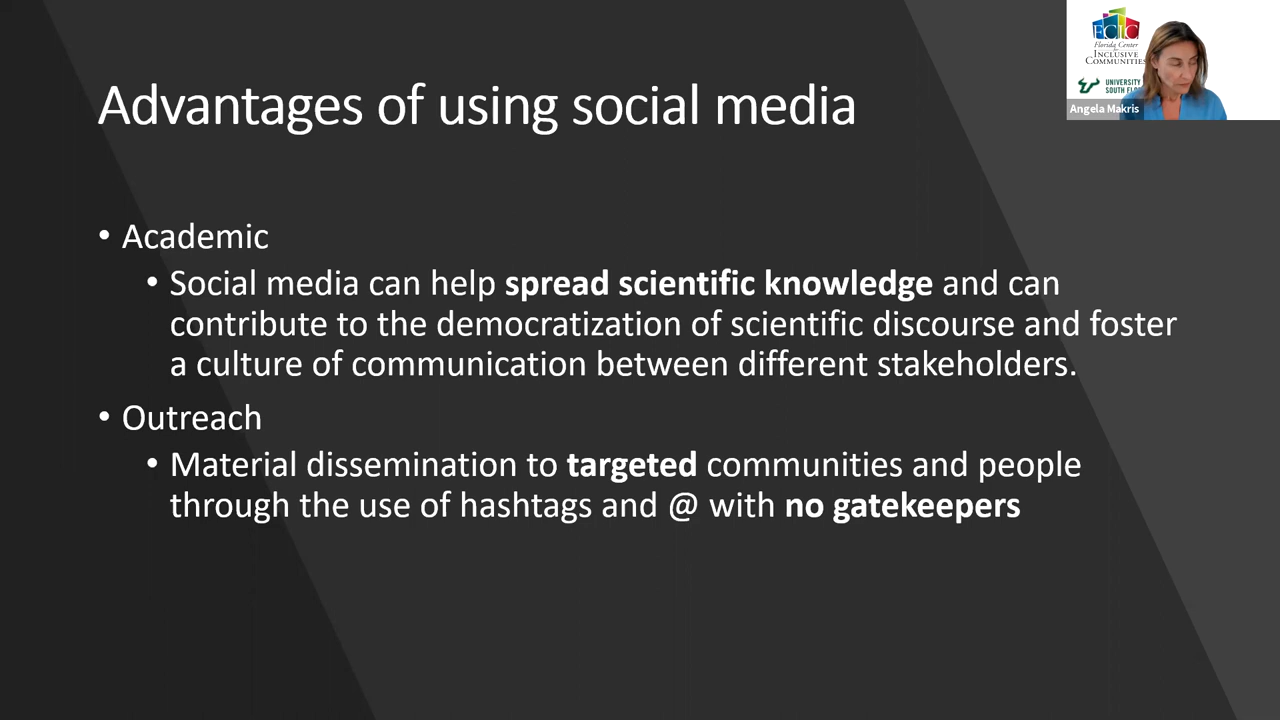 Advantages of using social media
• Academic
• Social media can help spread scientific knowledge and can
contribute to the democratization of scientific discourse and foster
a culture of communication between different stakeholders.
• Outreach
• Material dissemination to targeted communities and people
through the use of hashtags and @ with no gatekeepers
FCIC
Florida Center
for
INCLUSIVE
COMMUNITIES
UNIVERSITY
SOUTH FLO
Angela Makris